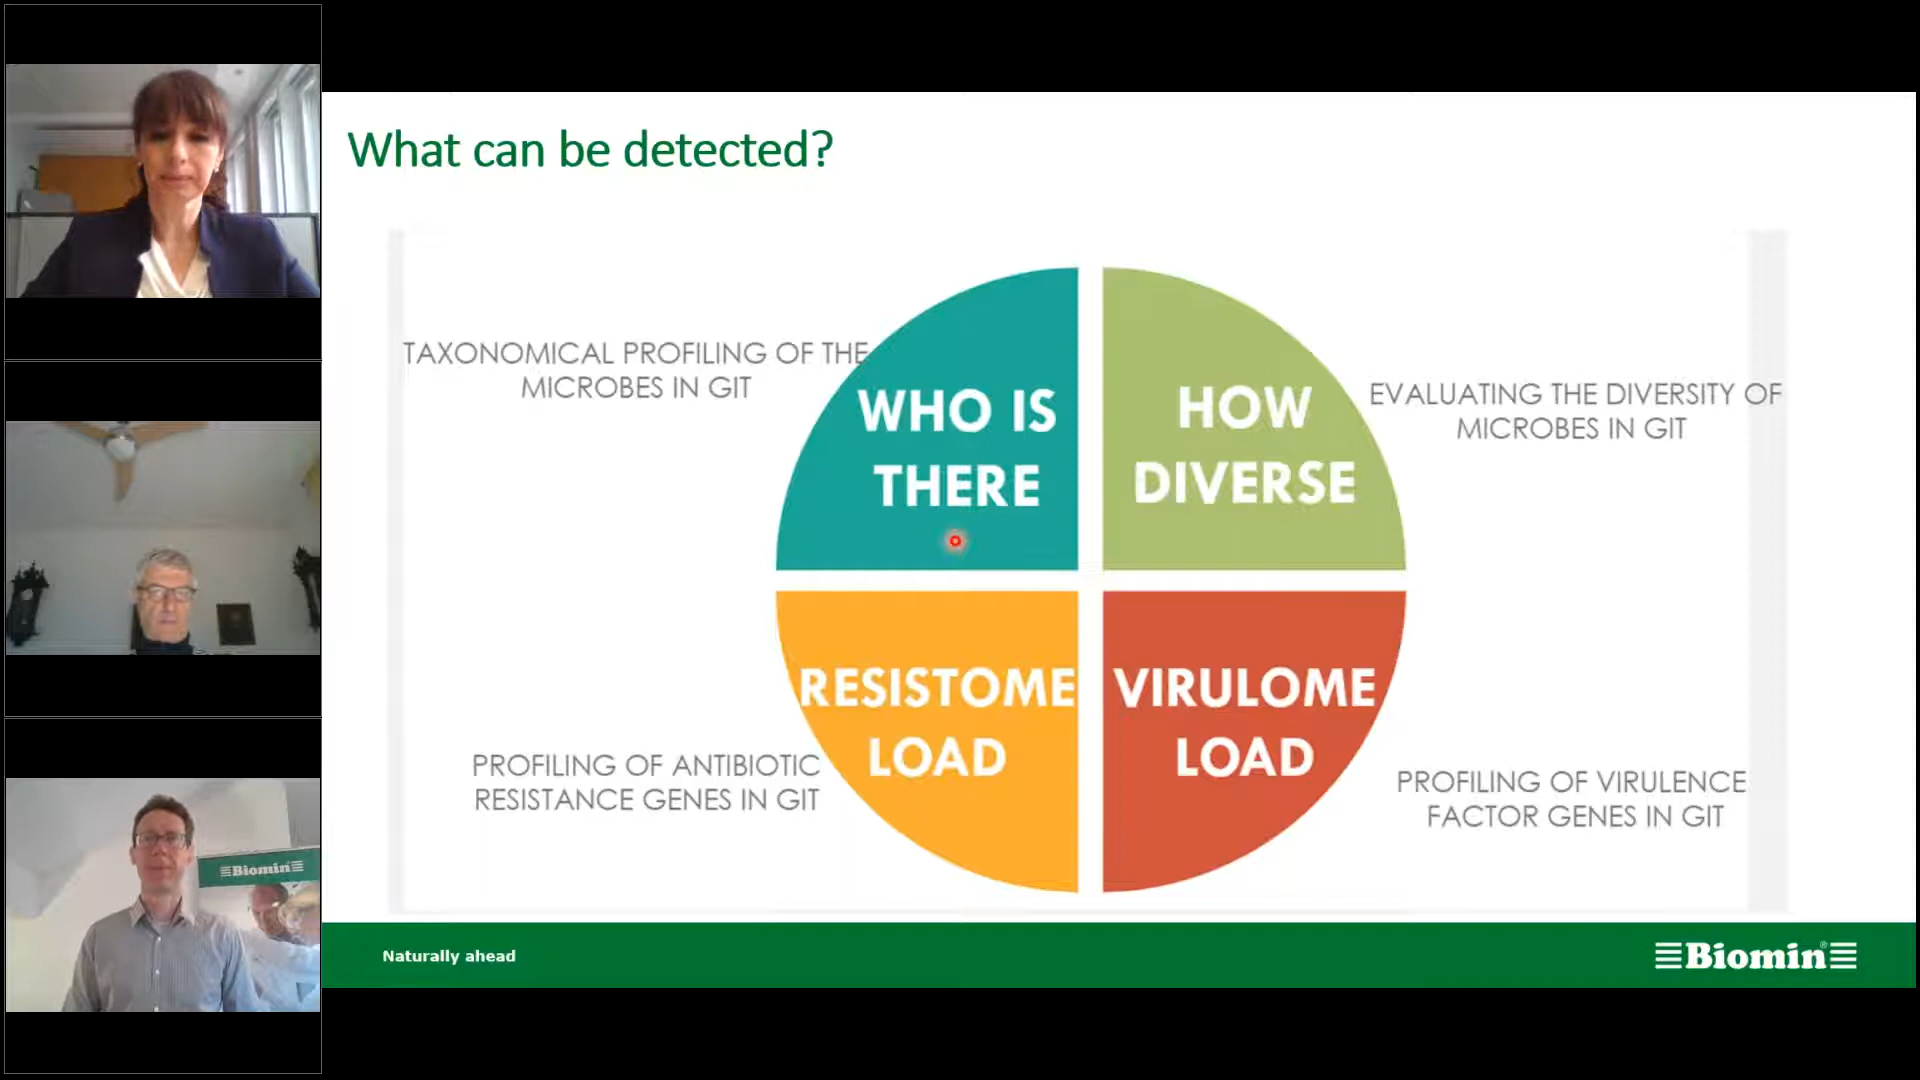 What can be detected?
TAXONOMICAL PROFILING OF THE
MICROBES IN GIT
WHO IS
THERE
HOW
DIVERSE
EVALUATING THE DIVERSITY OF
MICROBES IN GIT
RESISTOME
LOAD
PROFILING OF ANTIBIOTIC
RESISTANCE GENES IN GIT
VIRULOME
LOAD
PROFILING OF VIRULENCE
FACTOR GENES IN GIT
Naturally ahead
Biomin®
Biomin